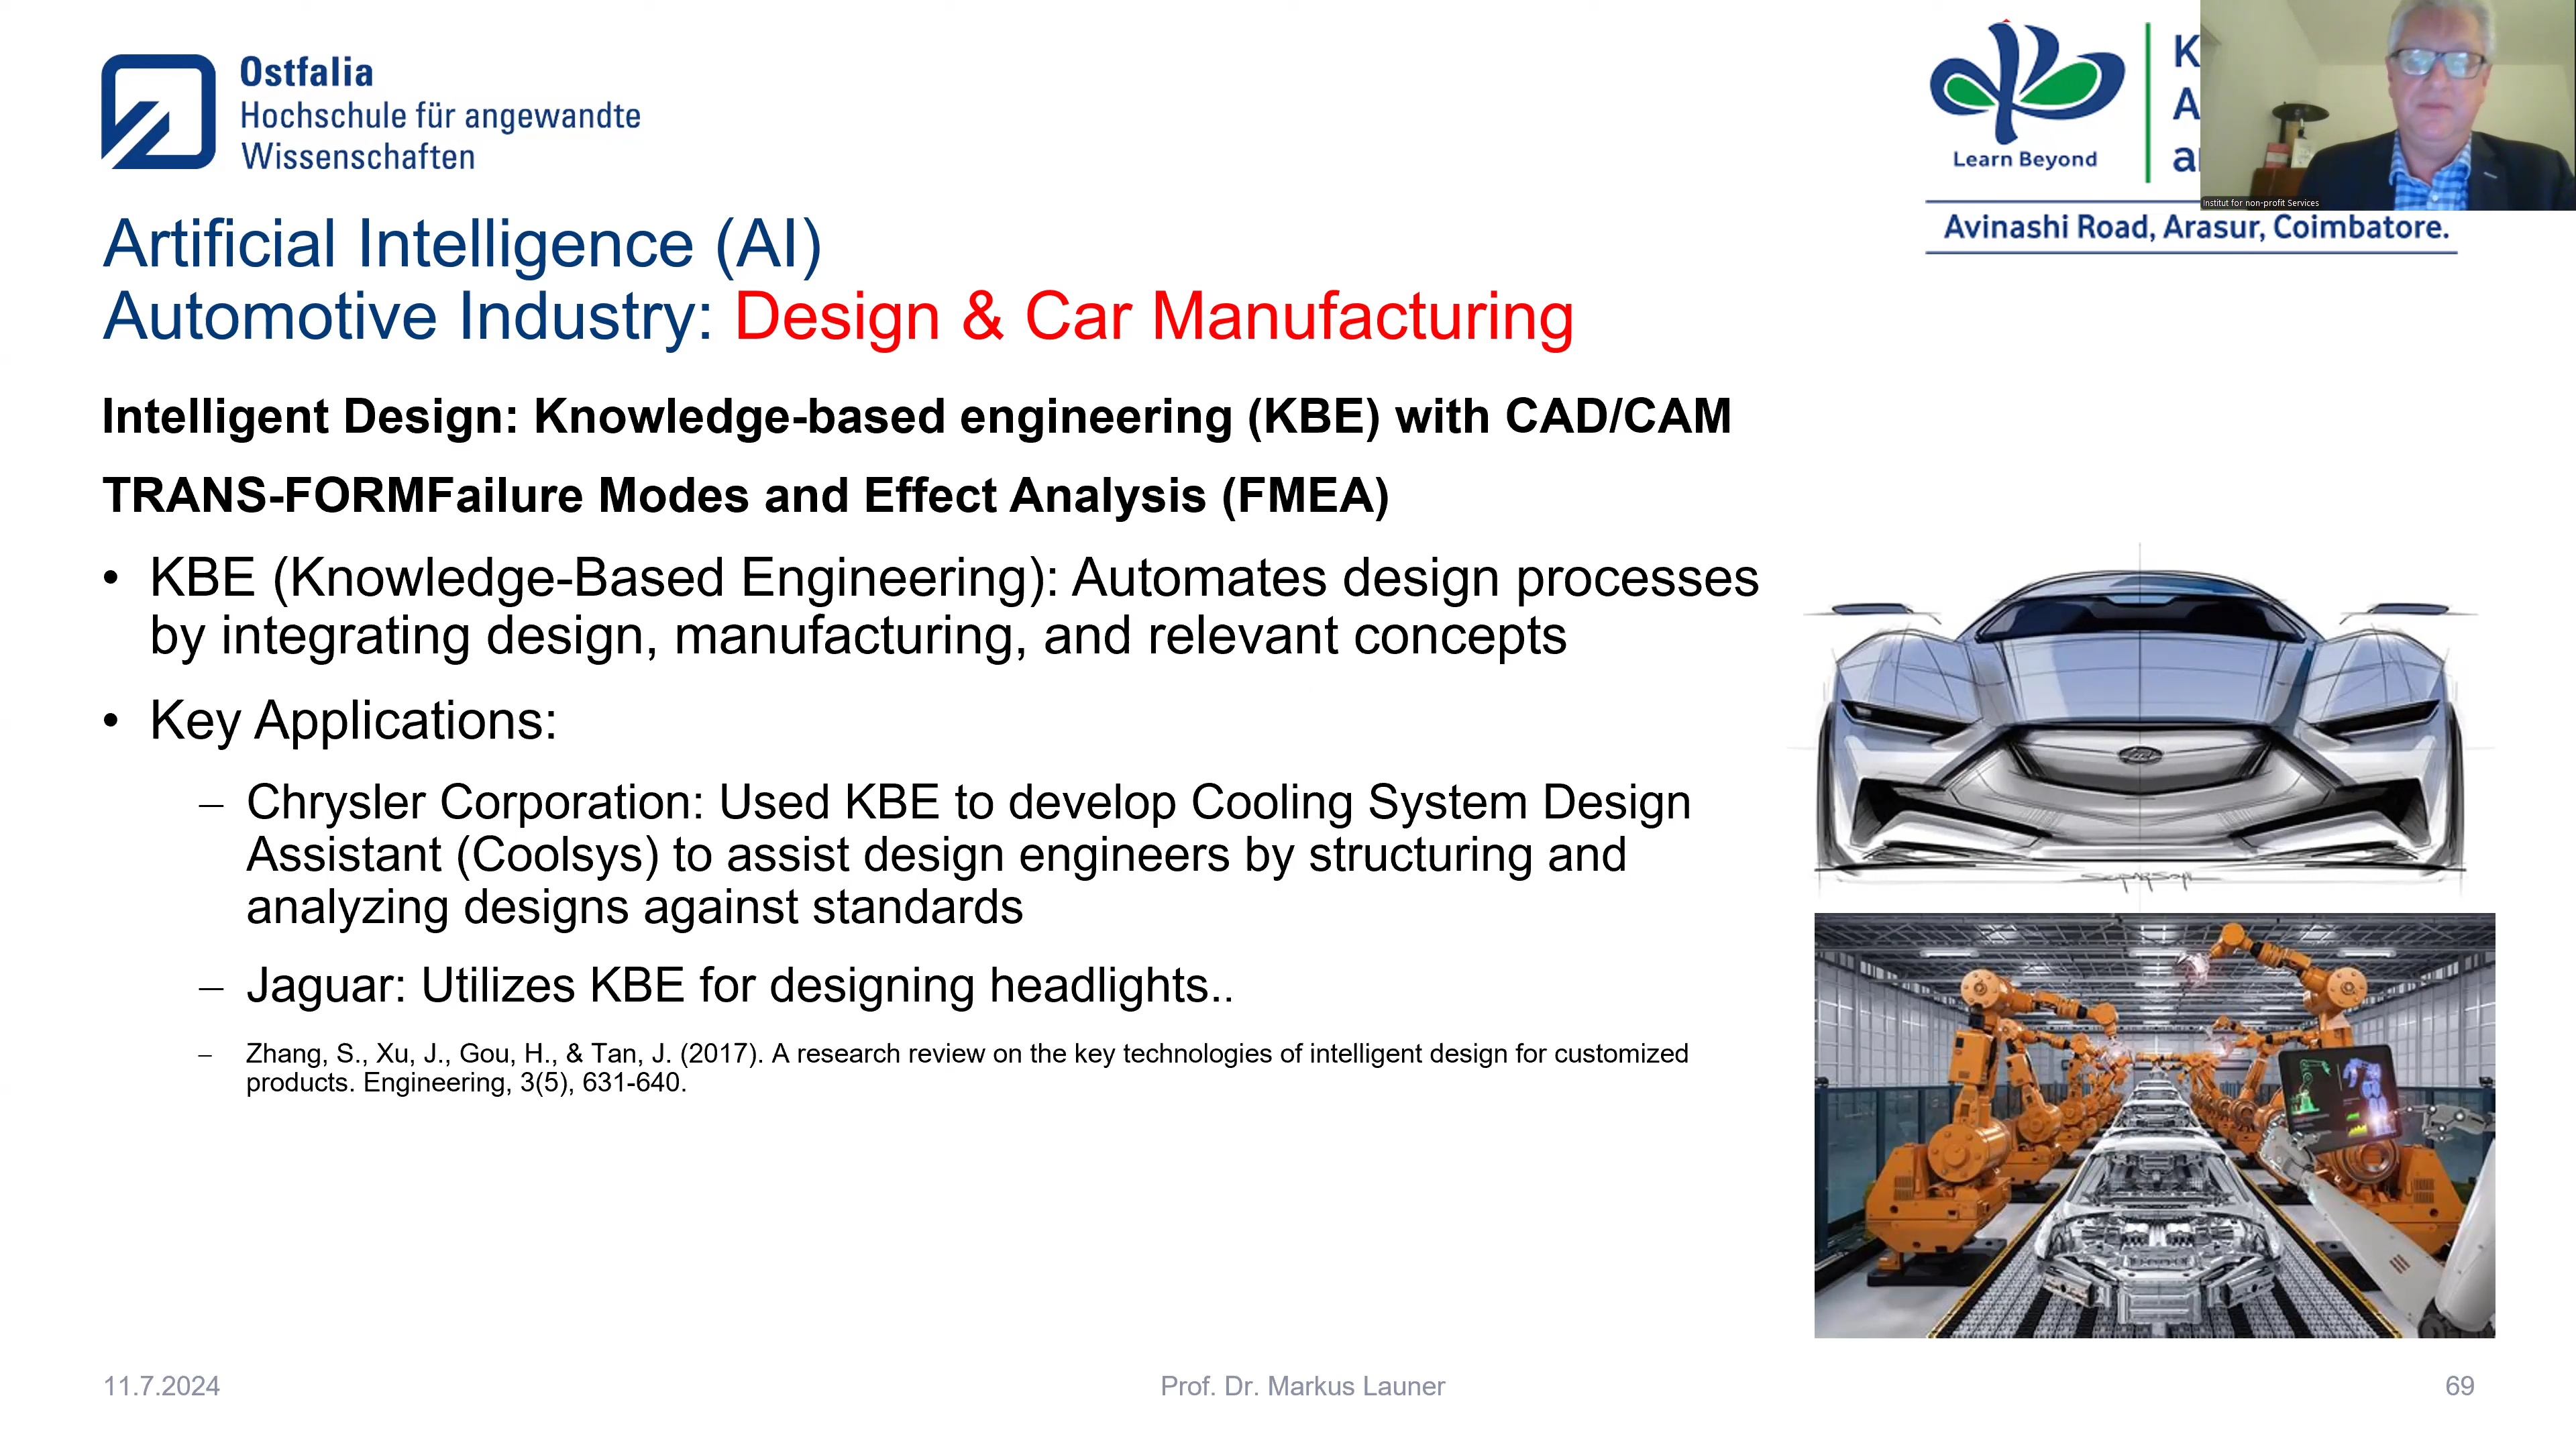 Ostfalia
Hochschule für angewandte
Wissenschaften
Learn Beyond
K
A
Institut for non-profit Services
Avinashi Road, Arasur, Coimbatore.
Artificial Intelligence (AI)
Automotive Industry: Design & Car Manufacturing
Intelligent Design: Knowledge-based engineering (KBE) with CAD/CAM
TRANS-FORMFailure Modes and Effect Analysis (FMEA)
• KBE (Knowledge-Based Engineering): Automates design processes
by integrating design, manufacturing, and relevant concepts
• Key Applications:
– Chrysler Corporation: Used KBE to develop Cooling System Design
Assistant (Coolsys) to assist design engineers by structuring and
analyzing designs against standards
– Jaguar: Utilizes KBE for designing headlights..
– Zhang, S., Xu, J., Gou, H., & Tan, J. (2017). A research review on the key technologies of intelligent design for customized
products. Engineering, 3(5), 631-640.
11.7.2024
Prof. Dr. Markus Launer
69